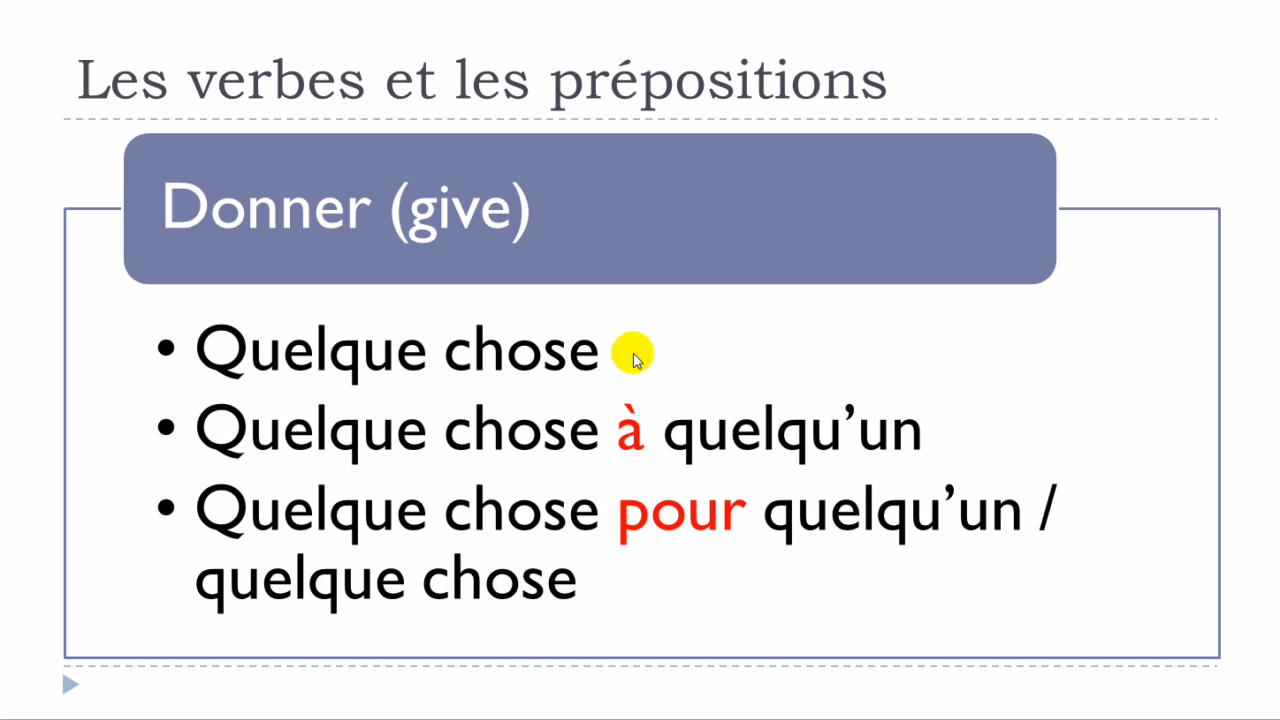 Les verbes et les prépositions
Donner (give)
• Quelque chose
• Quelque chose à quelqu’un
• Quelque chose pour quelqu’un /
quelque chose